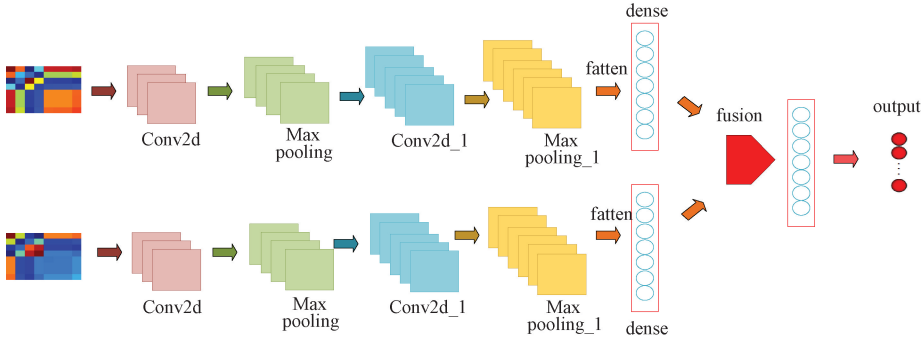 dense
fatten
Conv2d
Max
pooling
Conv2d_1
Max
pooling_1
fusion
output
fatten
Conv2d
Max
pooling
Conv2d_1
Max
pooling_1
dense